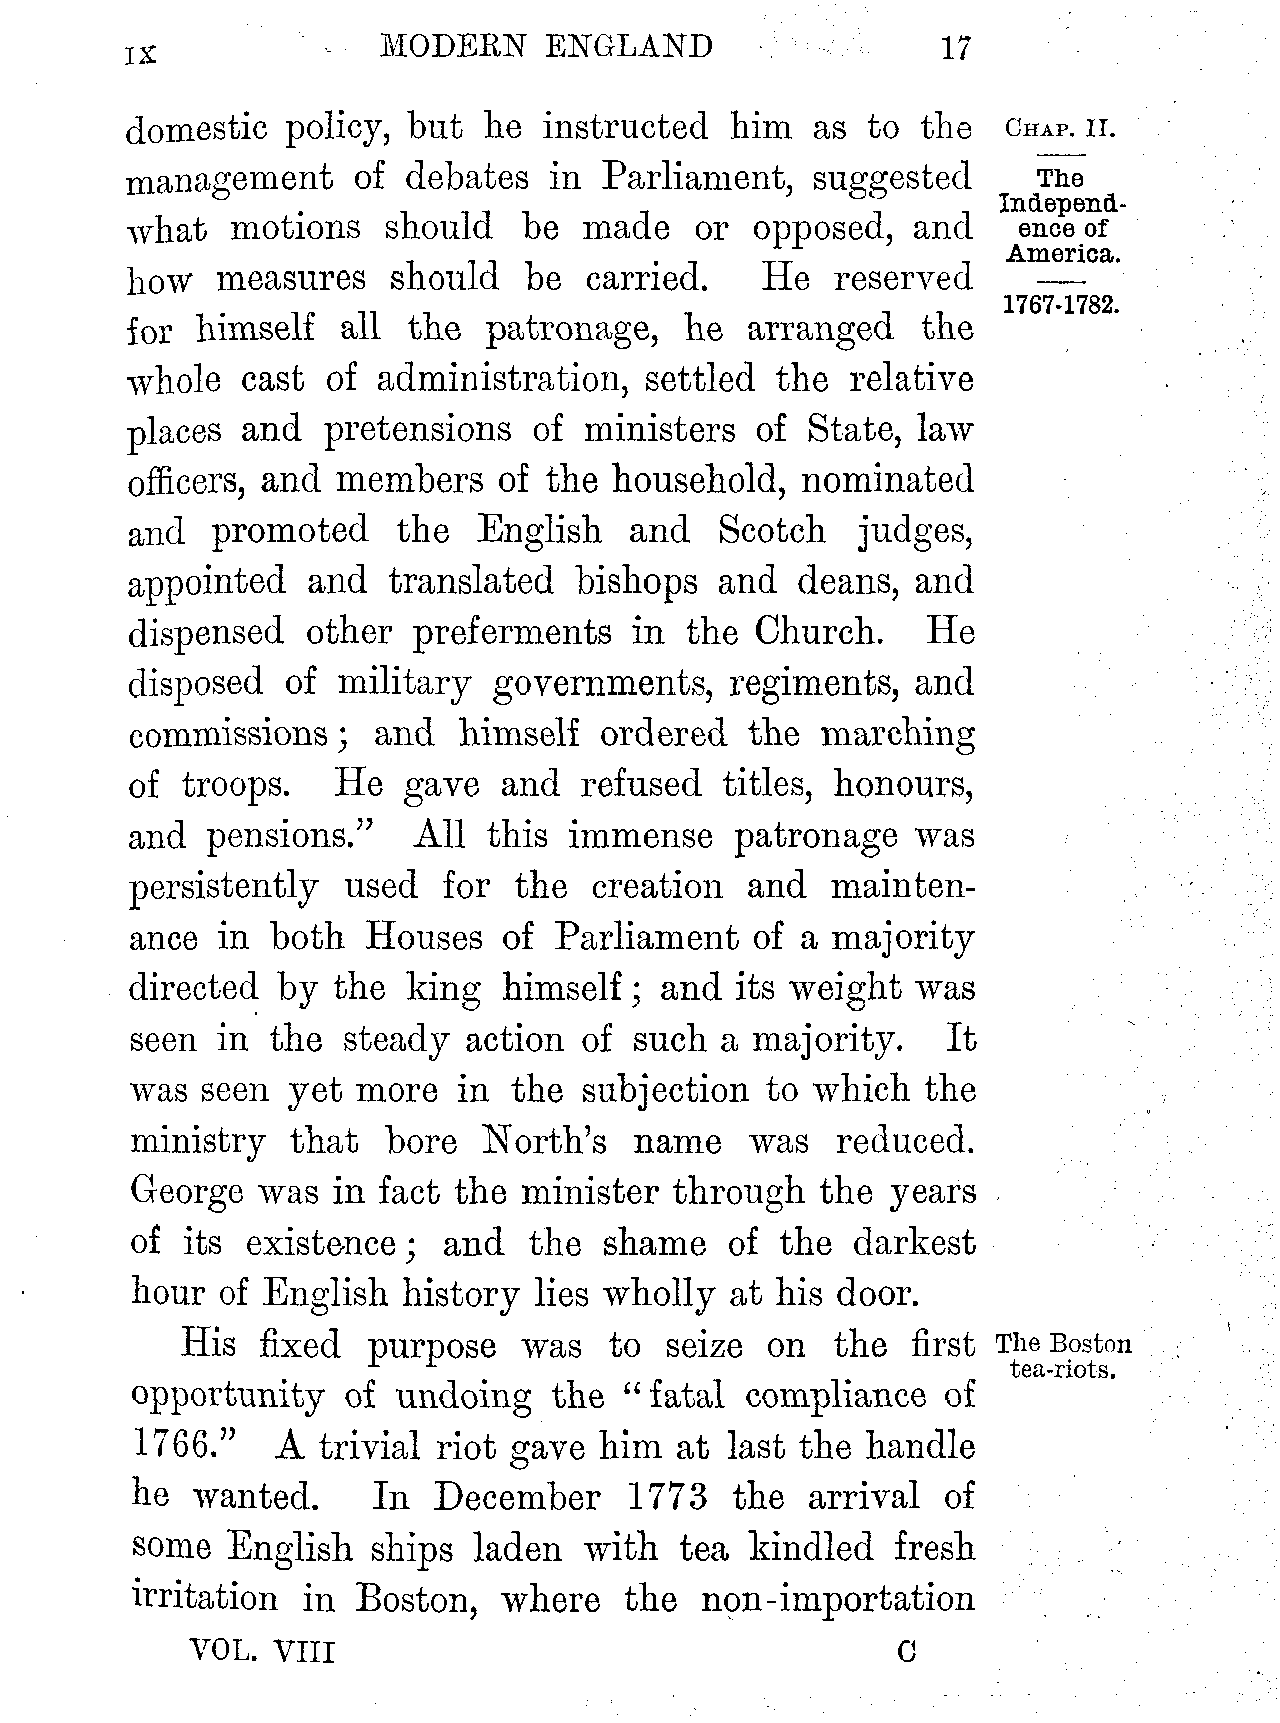 IX MODERN ENGLAND 17
domestic policy, but he instructed him as to the
management of debates in Parliament, suggested
what motions should be made or opposed, and
how measures should be carried. He reserved
for himself all the patronage, he arranged the
whole cast of administration, settled the relative
places and pretensions of ministers of State, law
officers, and members of the household, nominated
and promoted the English and Scotch judges,
appointed and translated bishops and deans, and
dispensed other preferments in the Church. He
disposed of military governments, regiments, and
commissions; and himself ordered the marching
of troops. He gave and refused titles, honours,
and pensions.” All this immense patronage was
persistently used for the creation and mainten-
ance in both Houses of Parliament of a majority
directed by the king himself; and its weight was
seen in the steady action of such a majority. It
was seen yet more in the subjection to which the
ministry that bore North’s name was reduced.
George was in fact the minister through the years
of its existence; and the shame of the darkest
hour of English history lies wholly at his door.
His fixed purpose was to seize on the first
opportunity of undoing the “fatal compliance of
1766.” A trivial riot gave him at last the handle
he wanted. In December 1773 the arrival of
some English ships laden with tea kindled fresh
irritation in Boston, where the non-importation
CHAP. II.
The
Independ-
ence of
America.
1767-1782.
The Boston
tea-riots.
VOL. VIII C